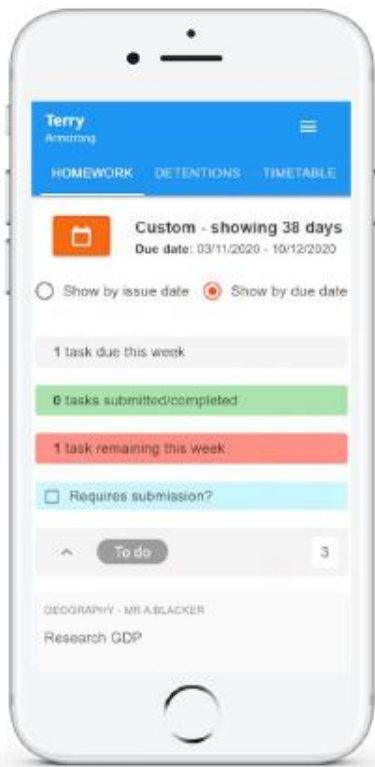 Terry
Armstrong
HOMEWORK DETENTIONS TIMETABLE
Custom - showing 38 days
Due date: 03/11/2020 - 10/12/2020
Show by issue date Show by due date
1 task due this week
0 tasks submitted/completed
1 task remaining this week
Requires submission?
To do 3
GEOGRAPHY - MR A BLACKER
Research GDP